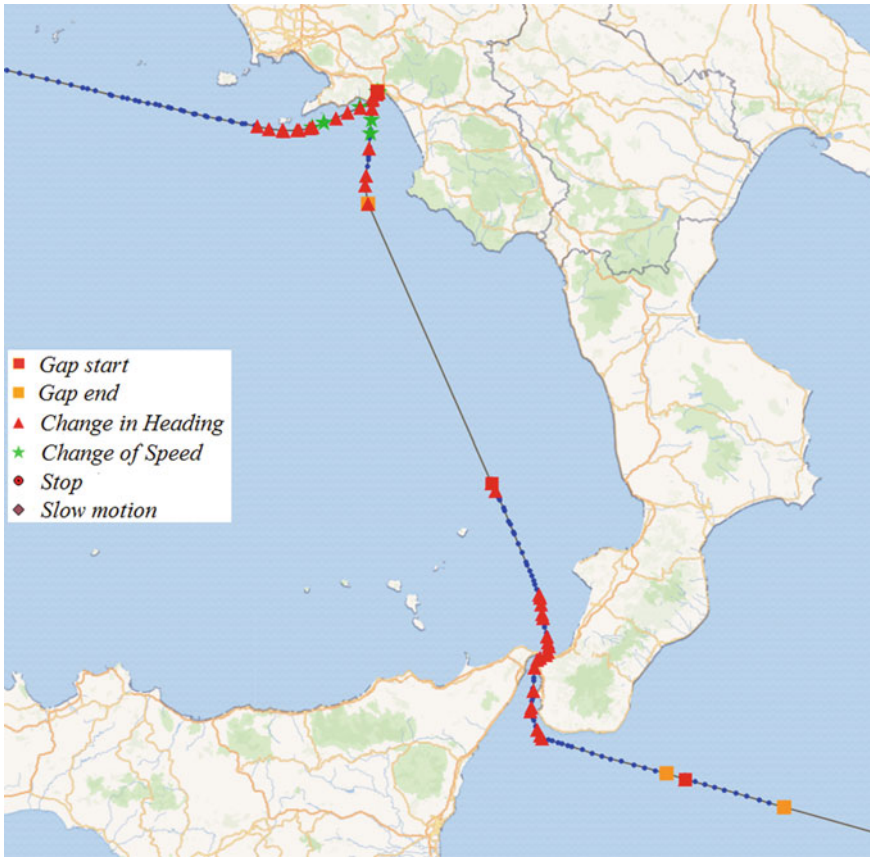 Gap start
Gap end
Change in Heading
Change of Speed
Stop
Slow motion